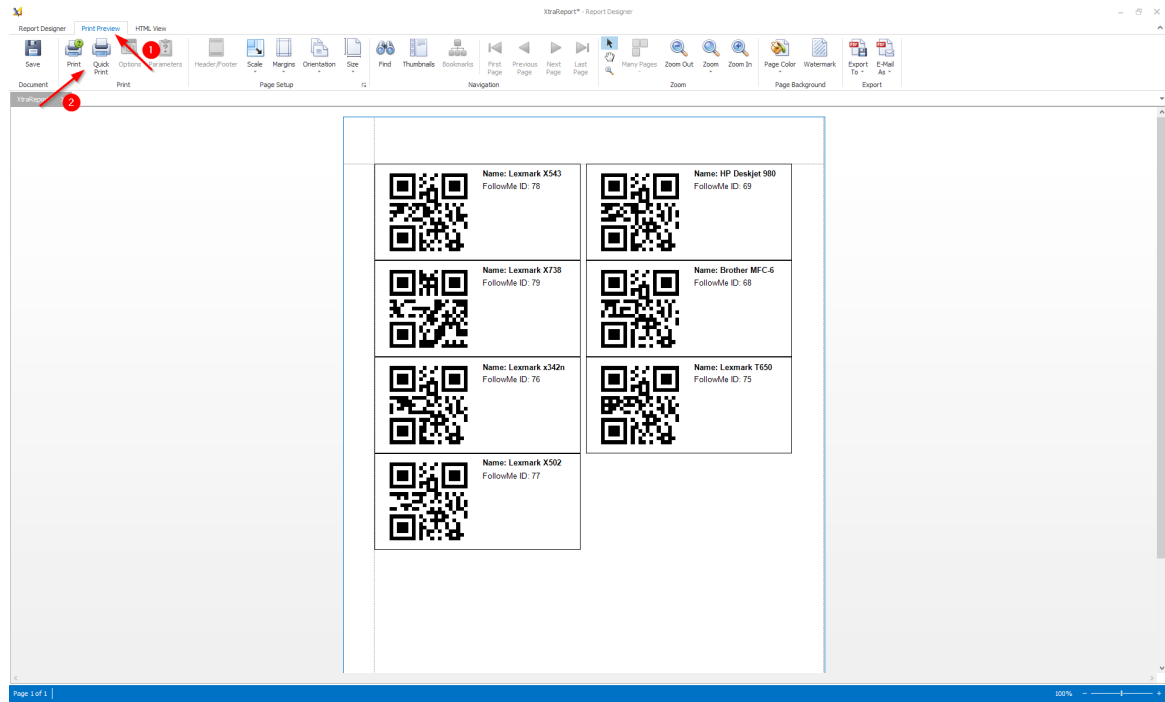 XtraReport* - Report Designer
Report Designer Print Preview HTML View
Save Print Quick Print Options Parameters Header/Footer Scale Margins Orientation Size Find Thumbnails Bookmarks First Page Previous Page Next Page Last Page Many Pages Zoom Out Zoom Zoom In Page Color Watermark Export To E-Mail As
Document Print Page Setup Navigation Zoom Page Background Export
1
2
Name: Lexmark X543
FollowMe ID: 78
Name: HP Deskjet 980
FollowMe ID: 69
Name: Lexmark X738
FollowMe ID: 79
Name: Brother MFC-6
FollowMe ID: 68
Name: Lexmark x342n
FollowMe ID: 76
Name: Lexmark T650
FollowMe ID: 75
Name: Lexmark X502
FollowMe ID: 77
Page 1 of 1
100%